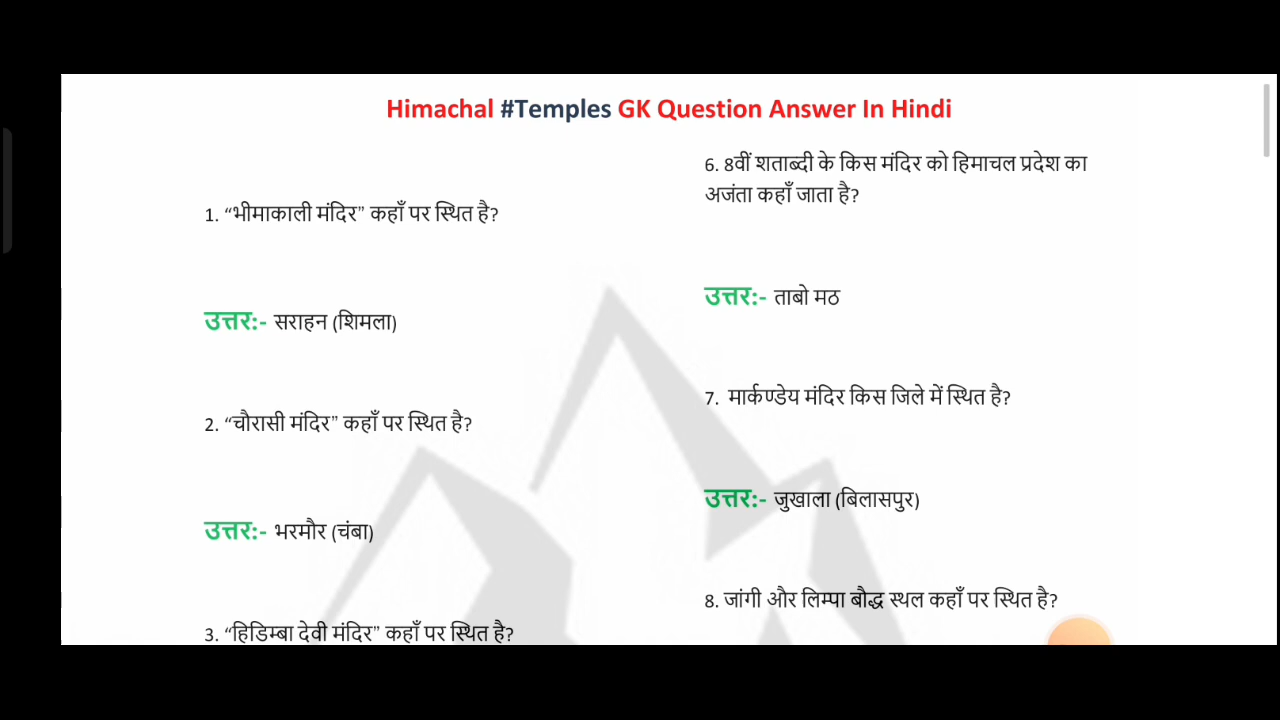 Himachal #Temples GK Question Answer In Hindi
1. “भीमाकाली मंदिर” कहाँ पर स्थित है?
उत्तर:- सराहन (शिमला)
2. “चौरासी मंदिर” कहाँ पर स्थित है?
उत्तर:- भरमौर (चंबा)
3. “हिडिम्बा देवी मंदिर” कहाँ पर स्थित है?
6. 8वीं शताब्दी के किस मंदिर को हिमाचल प्रदेश का
अजंता कहाँ जाता है?
उत्तर:- ताबो मठ
7. मार्कण्डेय मंदिर किस जिले में स्थित है?
उत्तर:- जुखाला (बिलासपुर)
8. जांगी और लिम्पा बौद्ध स्थल कहाँ पर स्थित है?